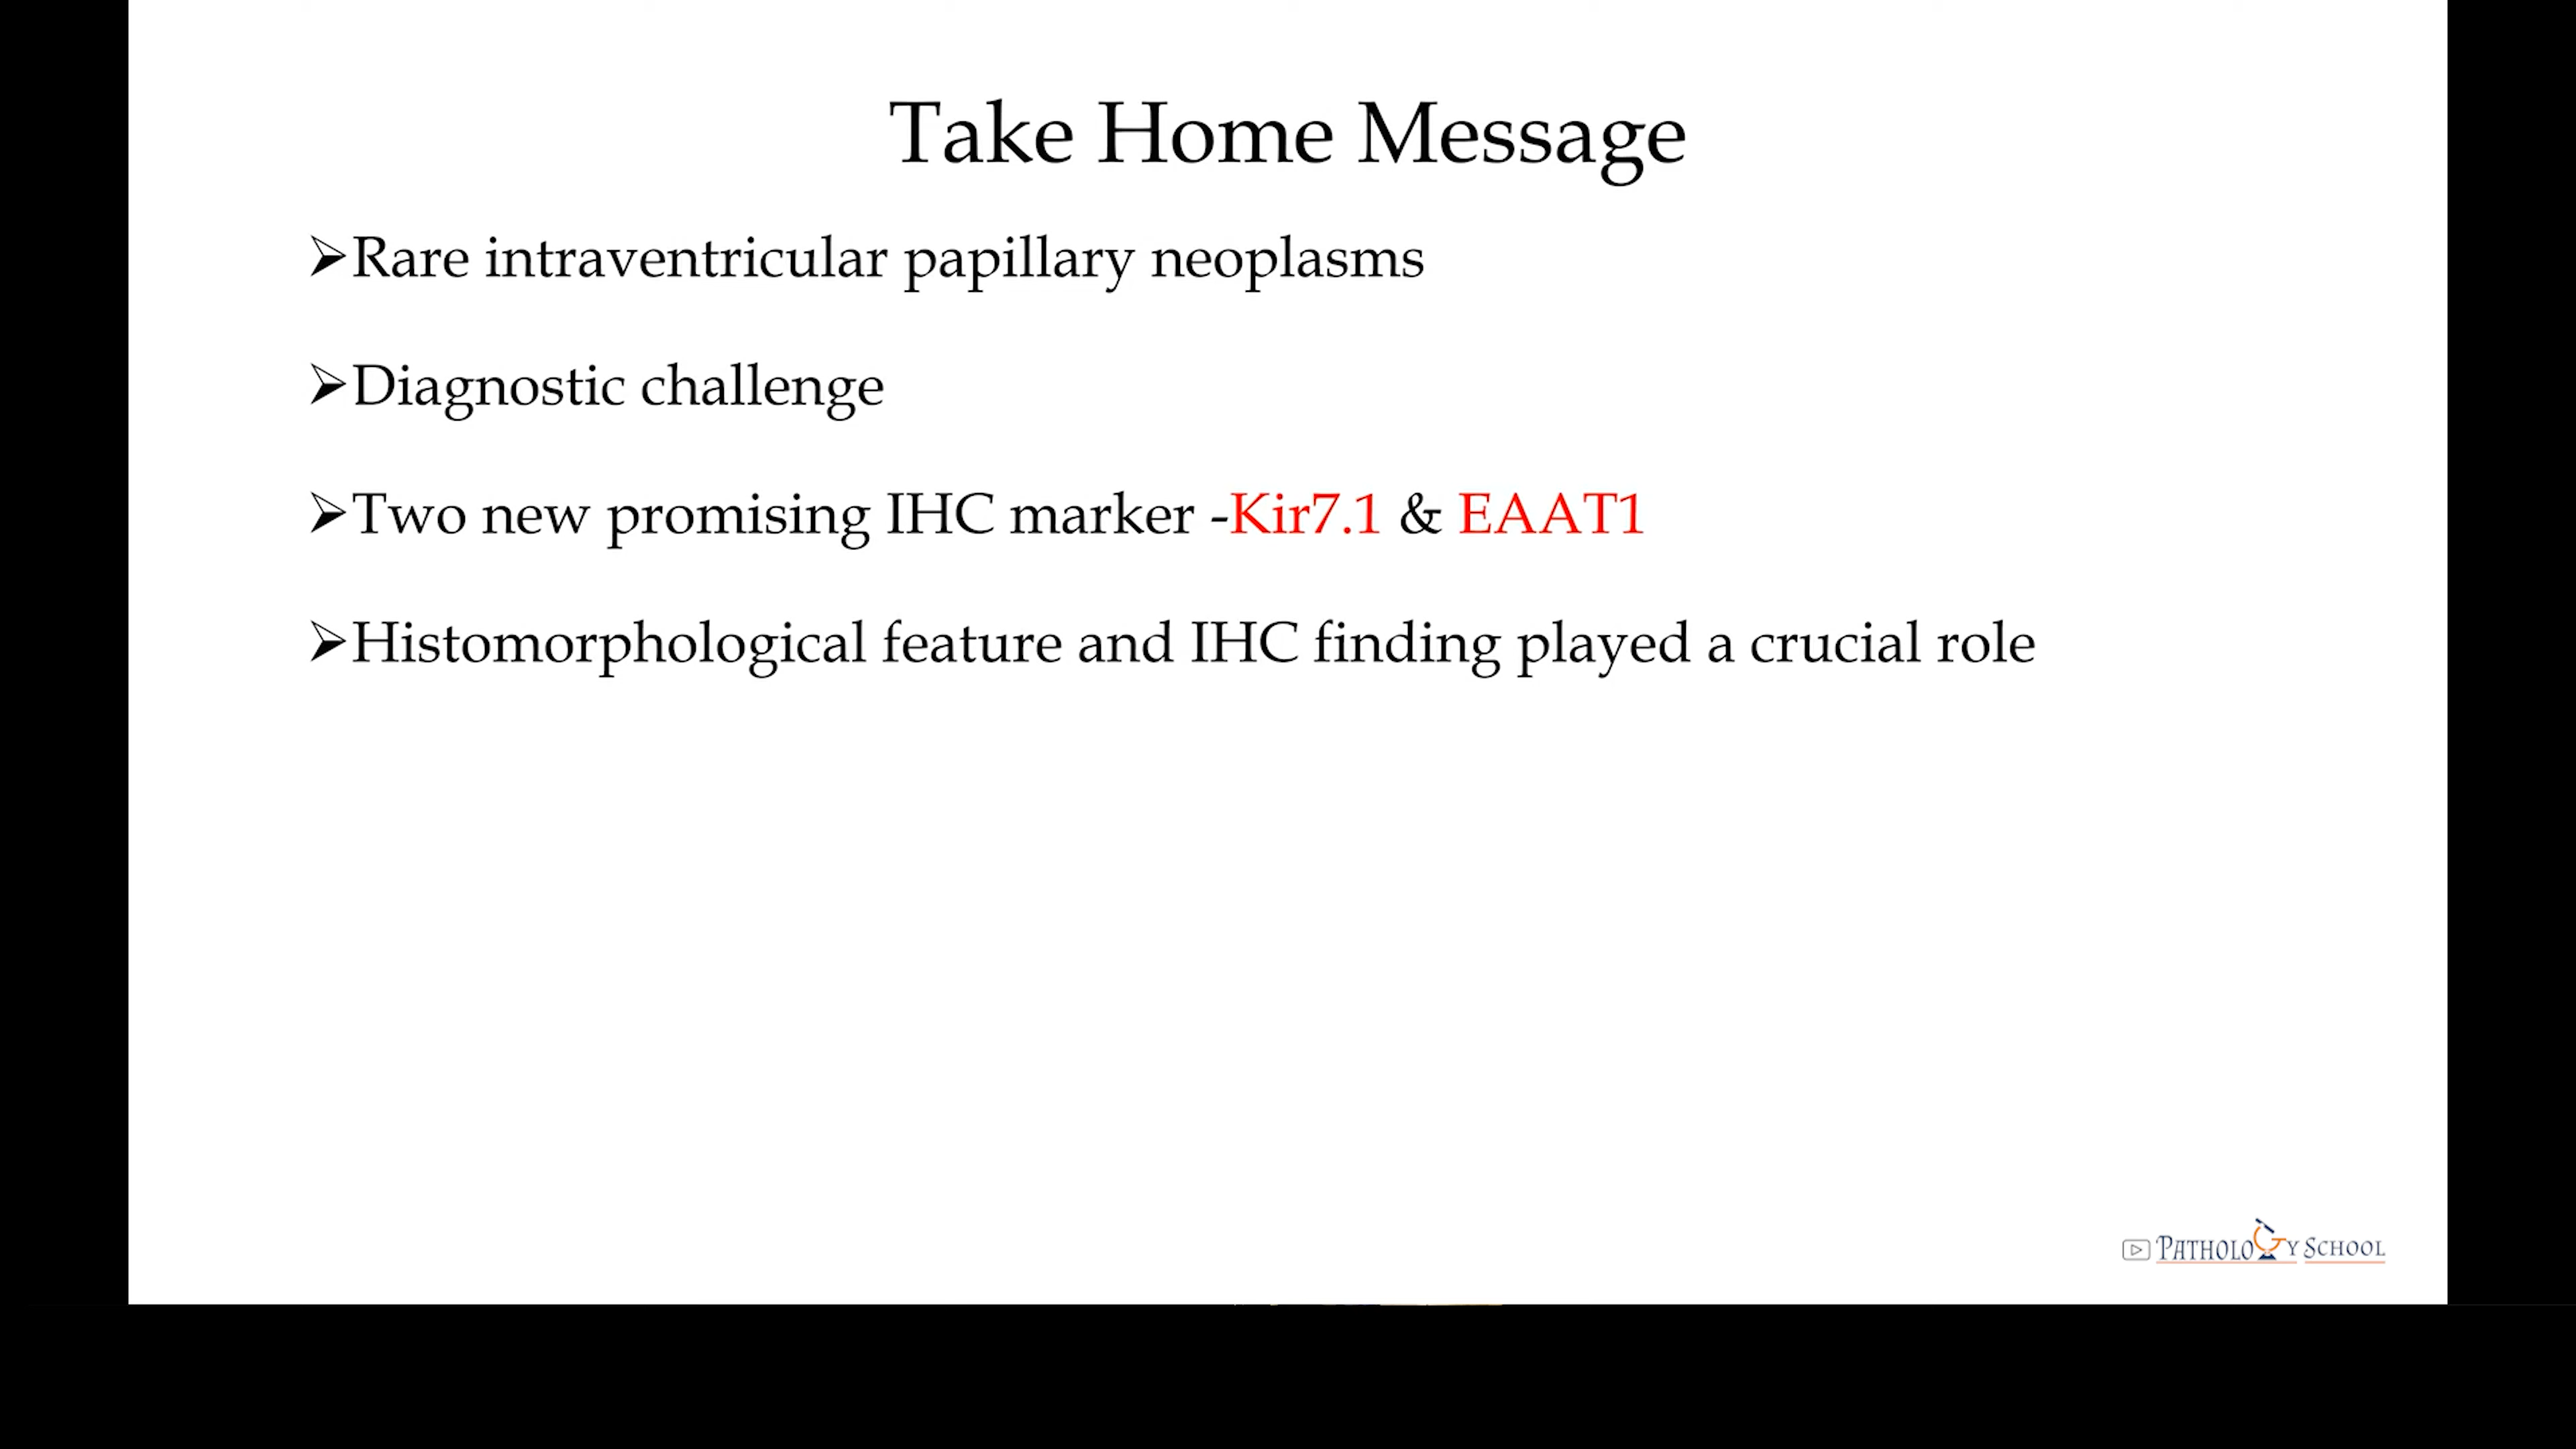 Take Home Message
➢Rare intraventricular papillary neoplasms
➢Diagnostic challenge
➢Two new promising IHC marker -Kir7.1 & EAAT1
➢Histomorphological feature and IHC finding played a crucial role
PATHOLOGY SCHOOL